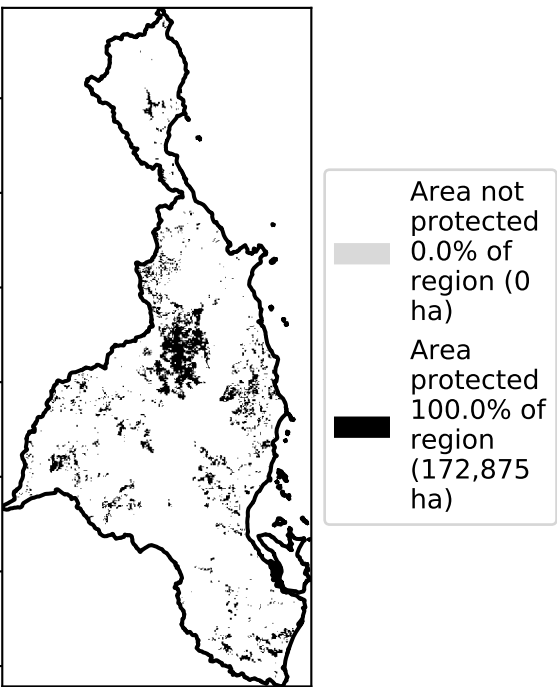 Area not
protected
0.0% of
region (0
ha)
Area
protected
100.0% of
region
(172,875
ha)